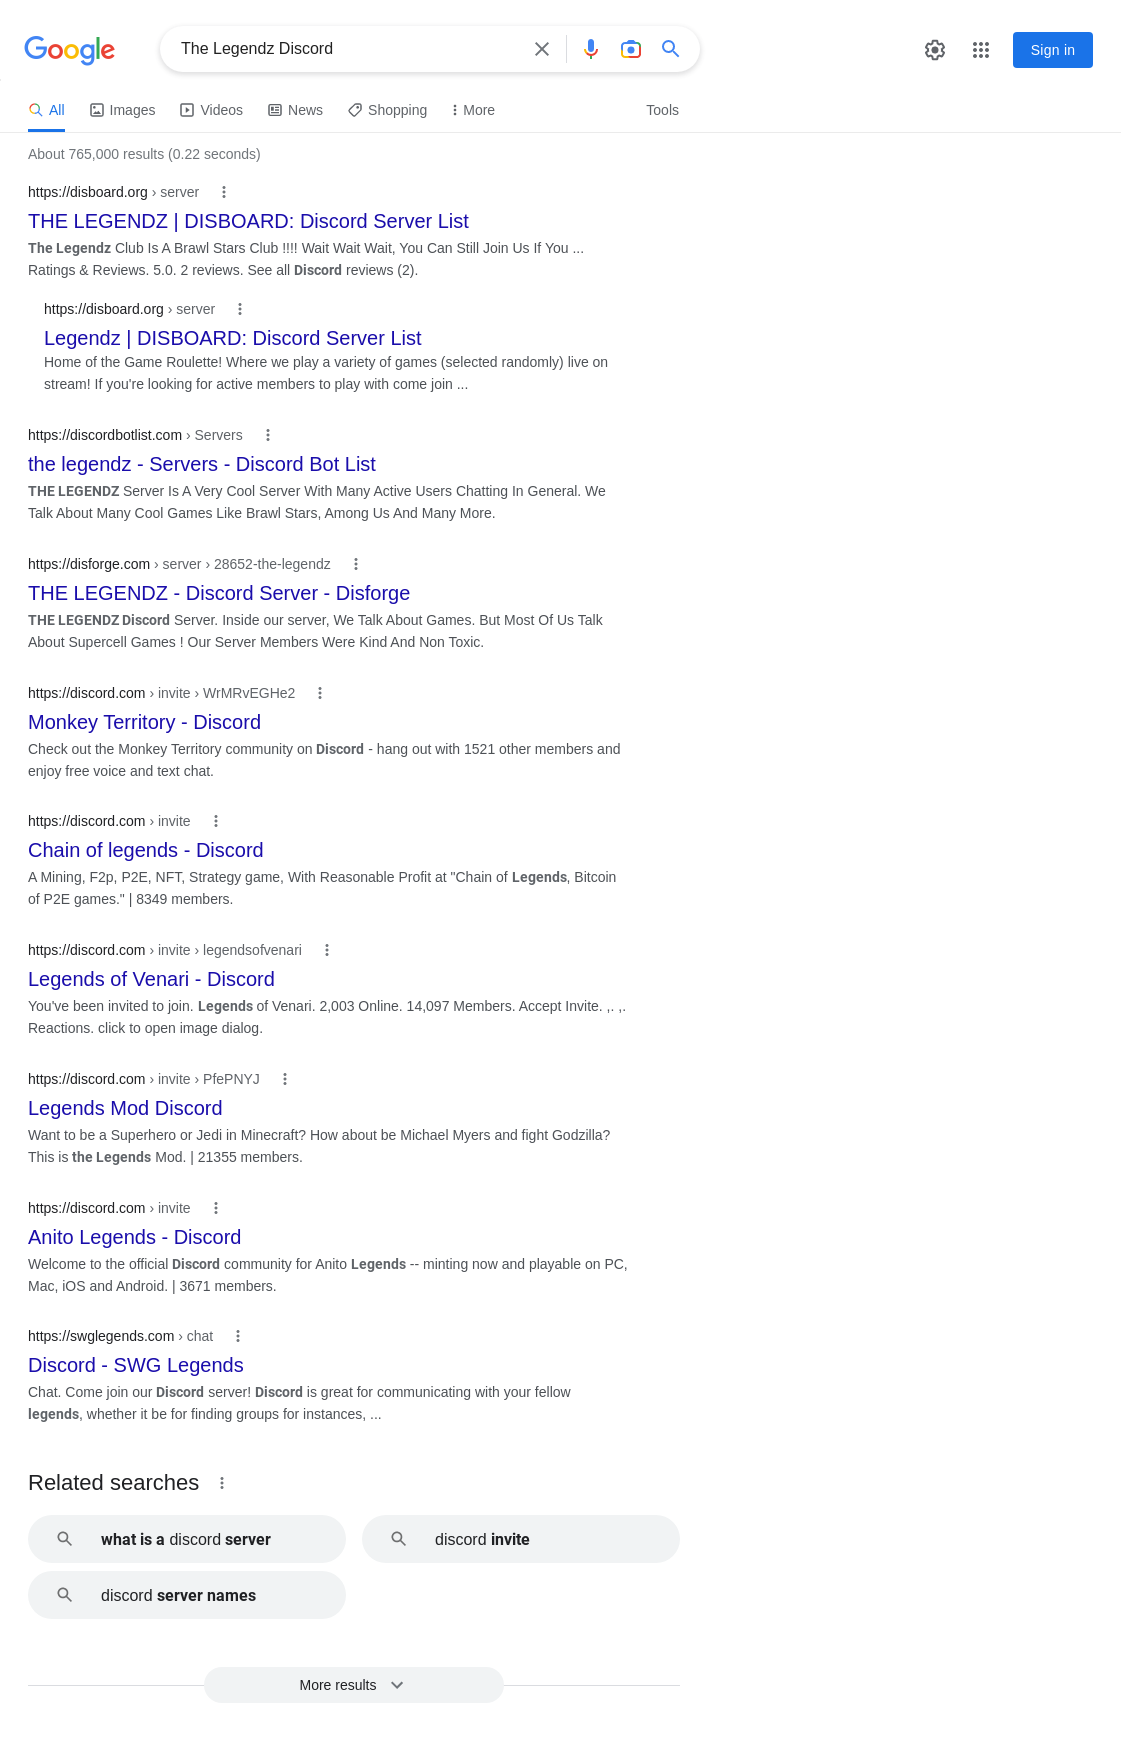 Google
The Legendz Discord
Sign in
All
Images
Videos
News
Shopping
More
Tools
About 765,000 results (0.22 seconds)
https://disboard.org › server
THE LEGENDZ | DISBOARD: Discord Server List
The Legendz Club Is A Brawl Stars Club !!!! Wait Wait Wait, You Can Still Join Us If You ...
Ratings & Reviews. 5.0. 2 reviews. See all Discord reviews (2).
https://disboard.org › server
Legendz | DISBOARD: Discord Server List
Home of the Game Roulette! Where we play a variety of games (selected randomly) live on
stream! If you're looking for active members to play with come join ...
https://discordbotlist.com › Servers
the legendz - Servers - Discord Bot List
THE LEGENDZ Server Is A Very Cool Server With Many Active Users Chatting In General. We
Talk About Many Cool Games Like Brawl Stars, Among Us And Many More.
https://disforge.com › server › 28652-the-legendz
THE LEGENDZ - Discord Server - Disforge
THE LEGENDZ Discord Server. Inside our server, We Talk About Games. But Most Of Us Talk
About Supercell Games ! Our Server Members Were Kind And Non Toxic.
https://discord.com › invite › WrMRvEGHe2
Monkey Territory - Discord
Check out the Monkey Territory community on Discord - hang out with 1521 other members and
enjoy free voice and text chat.
https://discord.com › invite
Chain of legends - Discord
A Mining, F2p, P2E, NFT, Strategy game, With Reasonable Profit at "Chain of Legends, Bitcoin
of P2E games." | 8349 members.
https://discord.com › invite › legendsofvenari
Legends of Venari - Discord
You've been invited to join. Legends of Venari. 2,003 Online. 14,097 Members. Accept Invite. ,. ,.
Reactions. click to open image dialog.
https://discord.com › invite › PfePNYJ
Legends Mod Discord
Want to be a Superhero or Jedi in Minecraft? How about be Michael Myers and fight Godzilla?
This is the Legends Mod. | 21355 members.
https://discord.com › invite
Anito Legends - Discord
Welcome to the official Discord community for Anito Legends -- minting now and playable on PC,
Mac, iOS and Android. | 3671 members.
https://swglegends.com › chat
Discord - SWG Legends
Chat. Come join our Discord server! Discord is great for communicating with your fellow
legends, whether it be for finding groups for instances, ...
Related searches
what is a discord server
discord invite
discord server names
More results